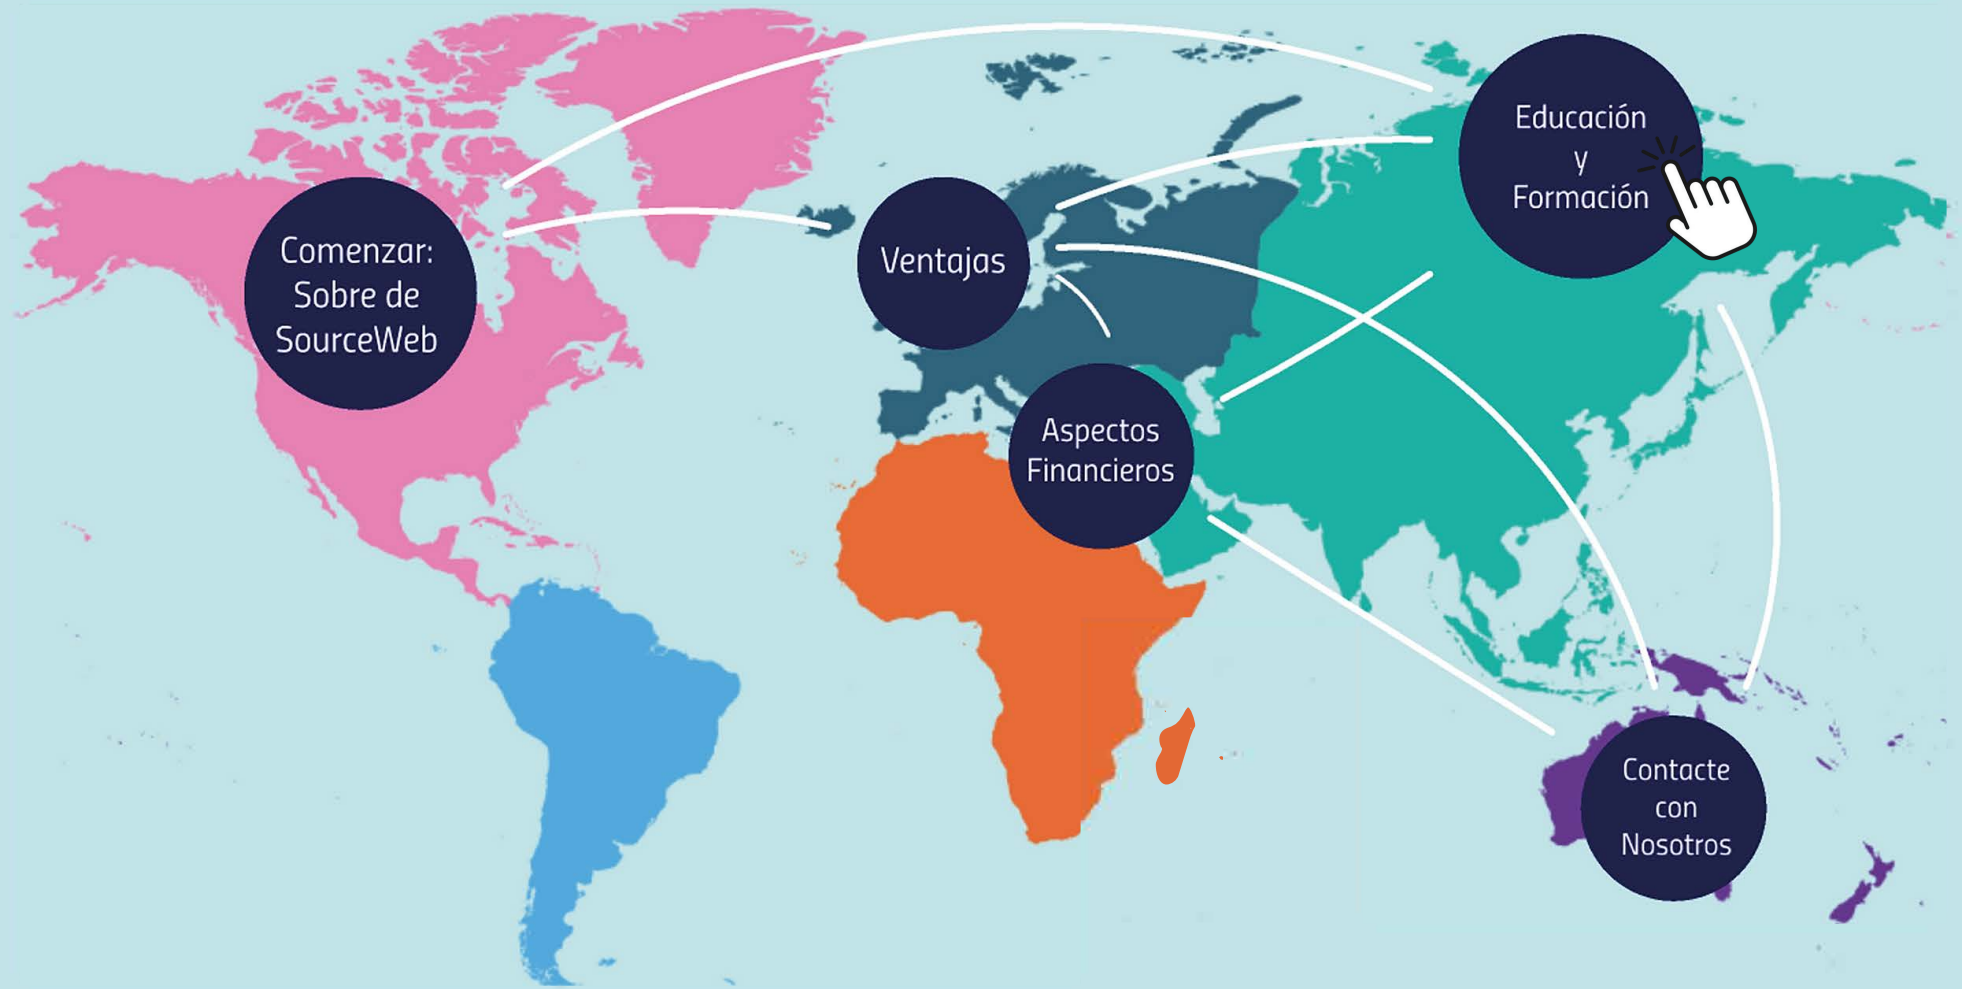 Comenzar:
Sobre de
SourceWeb
Ventajas
Educación
y
Formación
Aspectos
Financieros
Contacte
con
Nosotros